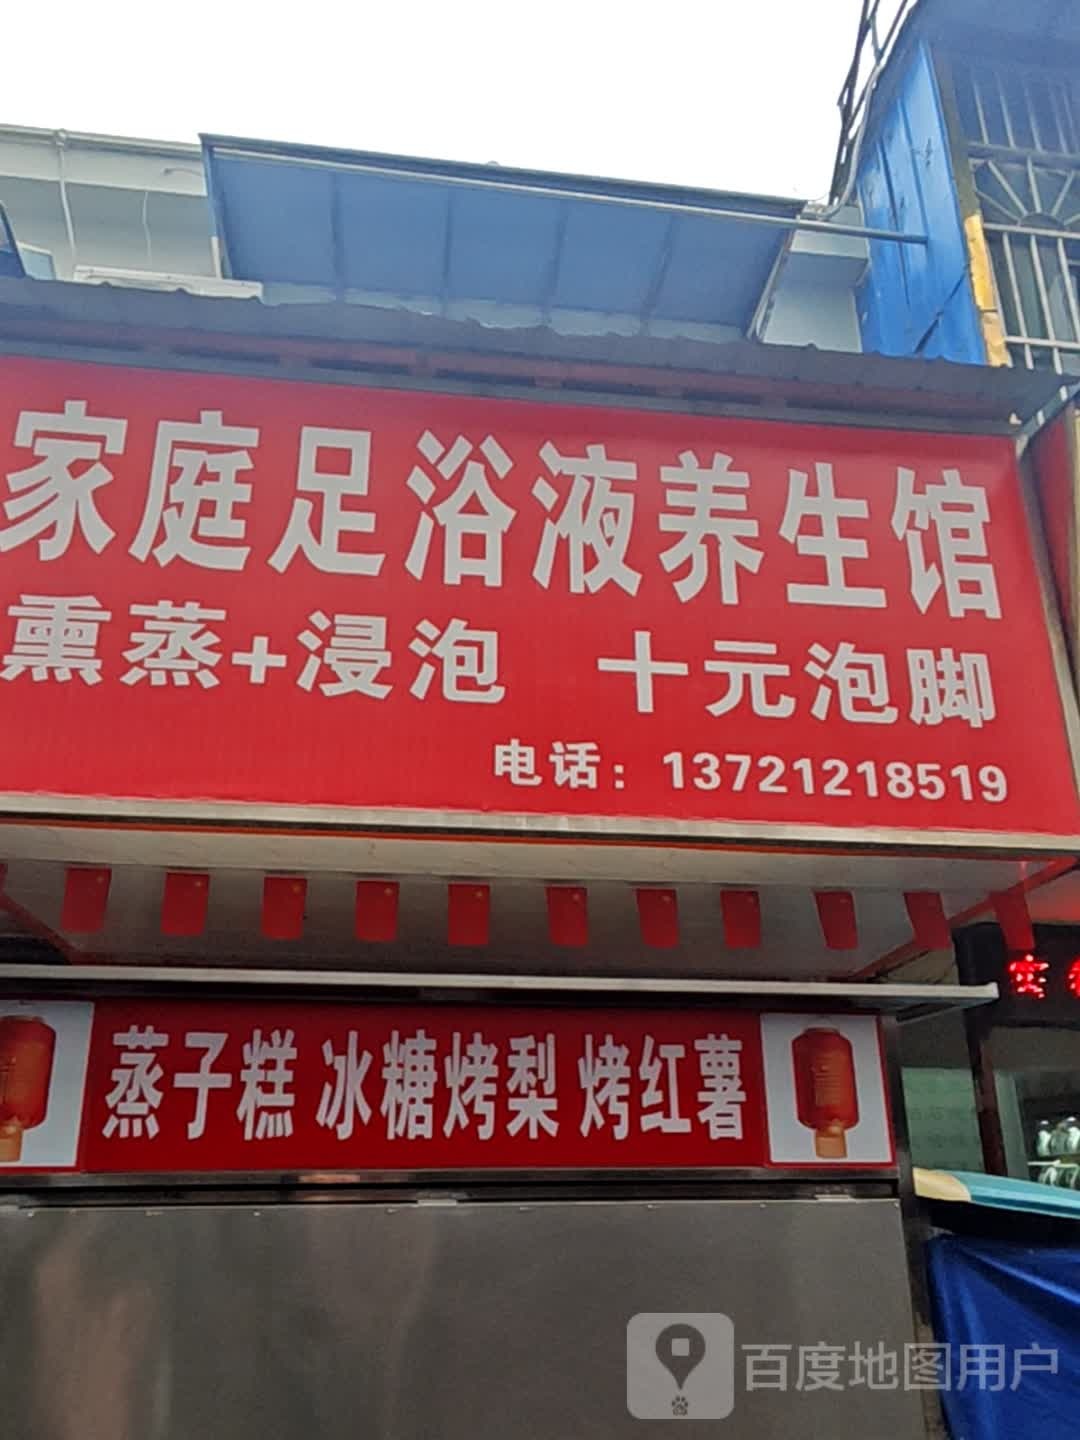 家庭足浴液养生馆
熏蒸+浸泡 十元泡脚
电话：13721218519
蒸子糕 冰糖烤梨 烤红薯
百度地图用户